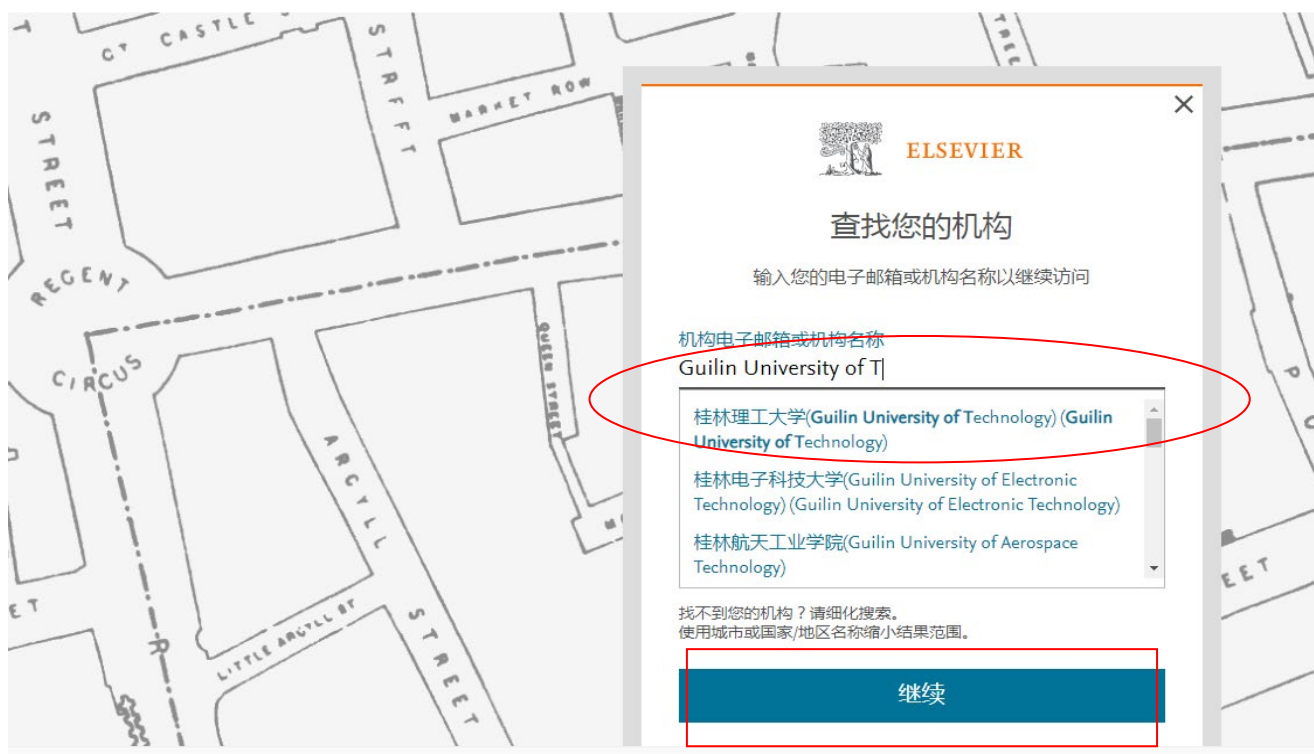 CASTLE
STREET
MARKET ROW
STREET
REGENT
CIRCUS
QUEEN STREET
ARGYLL
STREET
LITTLE ARGYLL ST
ELSEVIER
查找您的机构
输入您的电子邮箱或机构名称以继续访问
机构电子邮箱或机构名称
Guilin University of T
桂林理工大学(Guilin University of Technology) (Guilin
University of Technology)
桂林电子科技大学(Guilin University of Electronic
Technology) (Guilin University of Electronic Technology)
桂林航天工业学院(Guilin University of Aerospace
Technology)
找不到您的机构？请细化搜索。
使用城市或国家/地区名称缩小结果范围。
继续